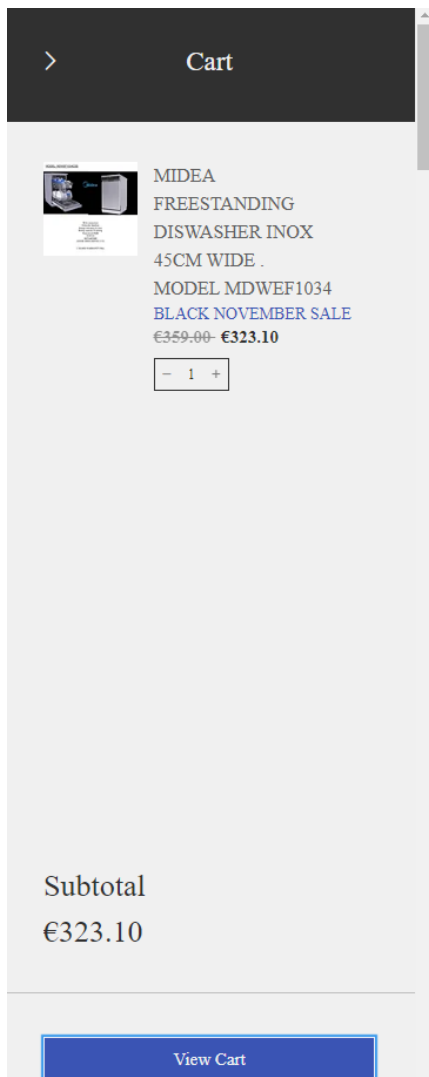 Cart
MIDEA
FREESTANDING
DISWASHER INOX
45CM WIDE .
MODEL MDWEF1034
BLACK NOVEMBER SALE
€359.00 €323.10
− 1 +
Subtotal
€323.10
View Cart